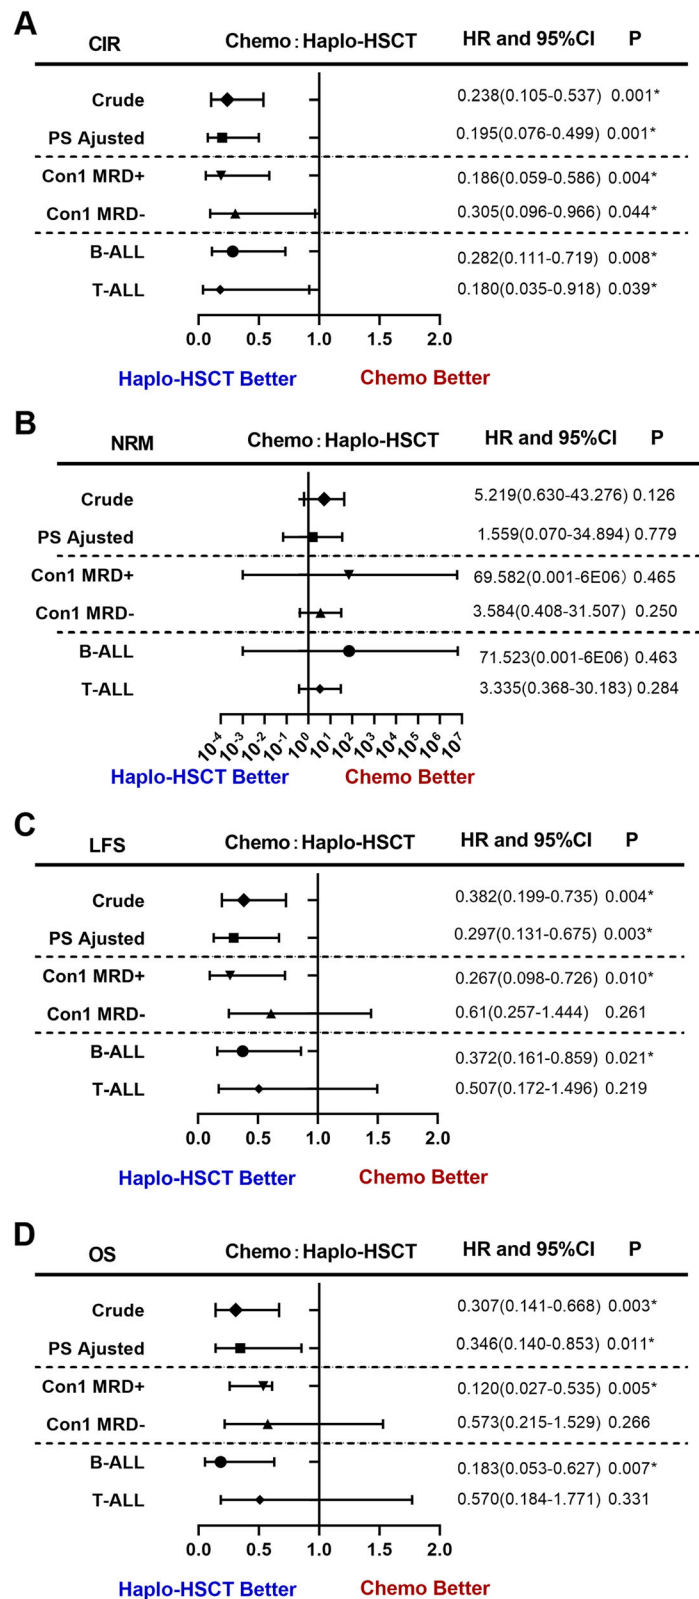 A
CIR Chemo : Haplo-HSCT HR and 95%CI P
Crude 0.238(0.105-0.537) 0.001*
PS Ajusted 0.195(0.076-0.499) 0.001*
Con1 MRD+ 0.186(0.059-0.586) 0.004*
Con1 MRD- 0.305(0.096-0.966) 0.044*
B-ALL 0.282(0.111-0.719) 0.008*
T-ALL 0.180(0.035-0.918) 0.039*
0.0 0.5 1.0 1.5 2.0
Haplo-HSCT Better Chemo Better
B
NRM Chemo : Haplo-HSCT HR and 95%CI P
Crude 5.219(0.630-43.276) 0.126
PS Ajusted 1.559(0.070-34.894) 0.779
Con1 MRD+ 69.582(0.001-6E06) 0.465
Con1 MRD- 3.584(0.408-31.507) 0.250
B-ALL 71.523(0.001-6E06) 0.463
T-ALL 3.335(0.368-30.183) 0.284
10-4 10-3 10-2 10-1 100 101 102 103 104 105 106 10-7
Haplo-HSCT Better Chemo Better
C
LFS Chemo : Haplo-HSCT HR and 95%CI P
Crude 0.382(0.199-0.735) 0.004*
PS Ajusted 0.297(0.131-0.675) 0.003*
Con1 MRD+ 0.267(0.098-0.726) 0.010*
Con1 MRD- 0.61(0.257-1.444) 0.261
B-ALL 0.372(0.161-0.859) 0.021*
T-ALL 0.507(0.172-1.496) 0.219
0.0 0.5 1.0 1.5 2.0
Haplo-HSCT Better Chemo Better
D
OS Chemo : Haplo-HSCT HR and 95%CI P
Crude 0.307(0.141-0.668) 0.003*
PS Ajusted 0.346(0.140-0.853) 0.011*
Con1 MRD+ 0.120(0.027-0.535) 0.005*
Con1 MRD- 0.573(0.215-1.529) 0.266
B-ALL 0.183(0.053-0.627) 0.007*
T-ALL 0.570(0.184-1.771) 0.331
0.0 0.5 1.0 1.5 2.0
Haplo-HSCT Better Chemo Better